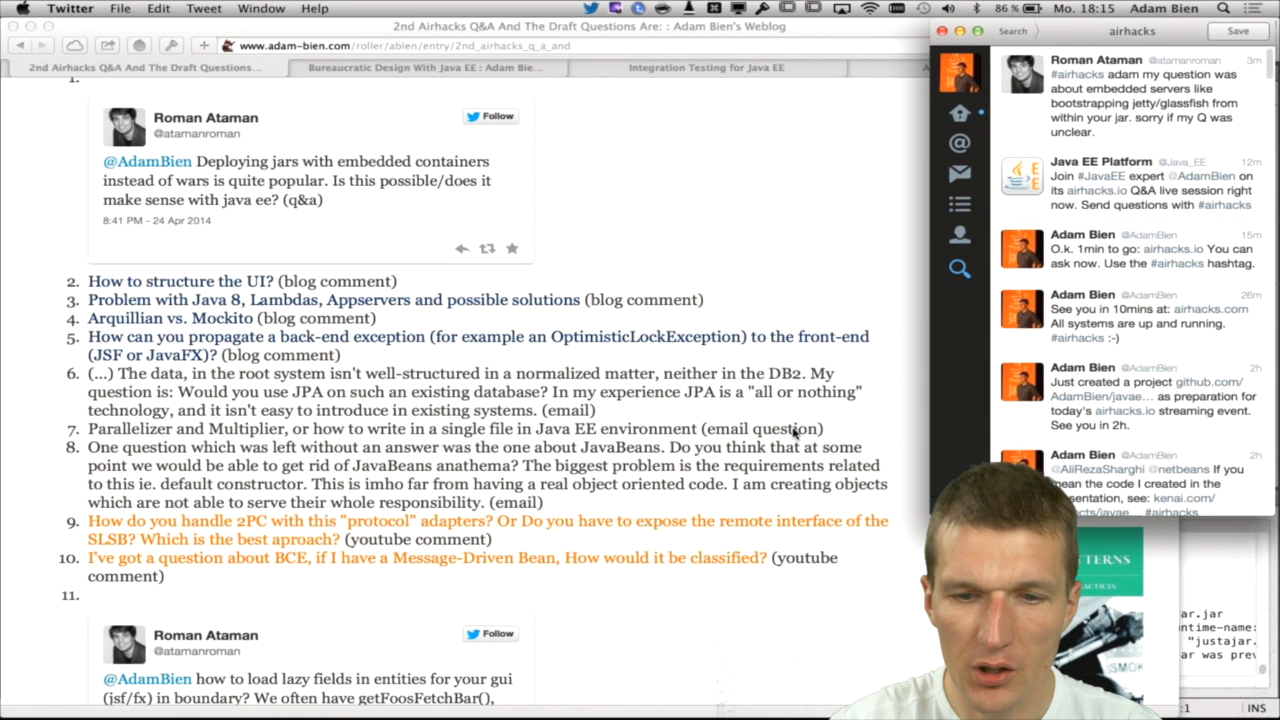 Twitter File Edit Tweet Window Help
86 % Mo. 18:15 Adam Bien
2nd Airhacks Q&A And The Draft Questions Are: : Adam Bien's Weblog
www.adam-bien.com/roller/abien/entry/2nd_airhacks_q_a_and
2nd Airhacks Q&A And The Draft Questions... Bureaucratic Design With Java EE : Adam Bie... Integration Testing for Java EE
1.
Roman Ataman
@atamanroman
Follow
@AdamBien Deploying jars with embedded containers
instead of wars is quite popular. Is this possible/does it
make sense with java ee? (q&a)
8:41 PM - 24 Apr 2014
2. How to structure the UI? (blog comment)
3. Problem with Java 8, Lambdas, Appservers and possible solutions (blog comment)
4. Arquillian vs. Mockito (blog comment)
5. How can you propagate a back-end exception (for example an OptimisticLockException) to the front-end
(JSF or JavaFX)? (blog comment)
6. (...) The data, in the root system isn't well-structured in a normalized matter, neither in the DB2. My
question is: Would you use JPA on such an existing database? In my experience JPA is a "all or nothing"
technology, and it isn't easy to introduce in existing systems. (email)
7. Parallelizer and Multiplier, or how to write in a single file in Java EE environment (email question)
8. One question which was left without an answer was the one about JavaBeans. Do you think that at some
point we would be able to get rid of JavaBeans anathema? The biggest problem is the requirements related
to this ie. default constructor. This is imho far from having a real object oriented code. I am creating objects
which are not able to serve their whole responsibility. (email)
9. How do you handle 2PC with this "protocol" adapters? Or Do you have to expose the remote interface of the
SLSB? Which is the best aproach? (youtube comment)
10. I've got a question about BCE, if I have a Message-Driven Bean, How would it be classified? (youtube
comment)
11.
Roman Ataman
@atamanroman
Follow
@AdamBien how to load lazy fields in entities for your gui
(jsf/fx) in boundary? We often have getFoosFetchBar(),
Search airhacks Save
Roman Ataman @atamanroman 3m
#airhacks adam my question was
about embedded servers like
bootstrapping jetty/glassfish from
within your jar. sorry if my Q was
unclear.
Java EE Platform @Java_EE 12m
Join #JavaEE expert @AdamBien on
its airhacks.io Q&A live session right
now. Send questions with #airhacks
Adam Bien @AdamBien 15m
O.k. 1min to go: airhacks.io You can
ask now. Use the #airhacks hashtag.
Adam Bien @AdamBien 26m
See you in 10mins at: airhacks.com
All systems are up and running.
#airhacks :-)
Adam Bien @AdamBien 2h
Just created a project github.com/
AdamBien/javae... as preparation for
today's airhacks.io streaming event.
See you in 2h.
Adam Bien @AdamBien 2h
@AliRezaSharghi @netbeans If you
mean the code I created in the
see: kenai.com/
#airhacks
ar.jar
"justajar.
INS